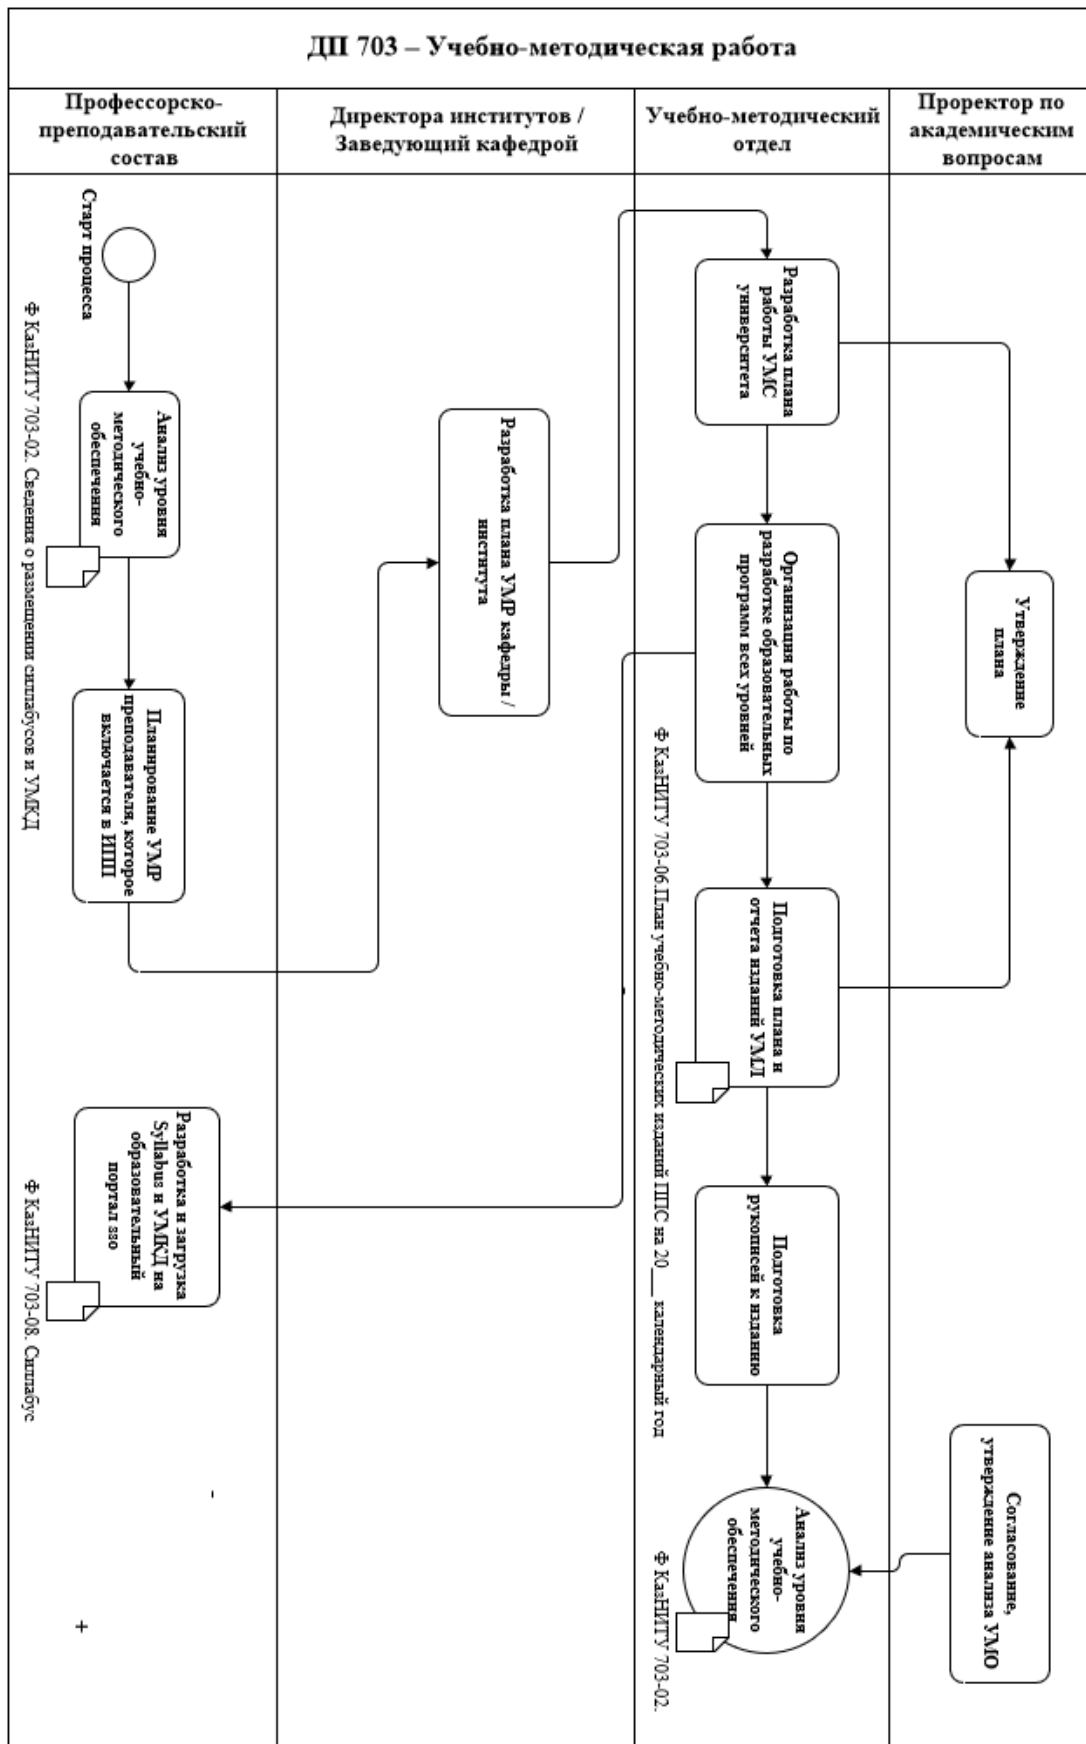 ДП 703 – Учебно-методическая работа
Профессорско-
преподавательский
состав
Директора институтов /
Заведующий кафедрой
Учебно-методический
отдел
Проректор по
академическим
вопросам
Старт процесса
Анализ уровня
учебно-
методического
обеспечения
Ф КазНИТУ 703-02. Сведения о размещении силлабусов и УМКД
Планирование УМР
преподавателя, которое
включается в ИПП
Разработка и загрузка
Syllabus и УМКД на
образовательный
портал sso
Ф КазНИТУ 703-08. Силлабус
-
+
Разработка плана УМР кафедры /
института
Разработка плана
работы УМС
университета
Организация работы по
разработке образовательных
программ всех уровней
Подготовка плана и
отчета изданий УМЛ
Ф КазНИТУ 703-06.План учебно-методических изданий ППС на 20___ календарный год
Подготовка
рукописей к изданию
Анализ уровня
учебно-
методического
обеспечения
Ф КазНИТУ 703-02.
Утверждение
плана
Согласование,
утверждение анализа УМО